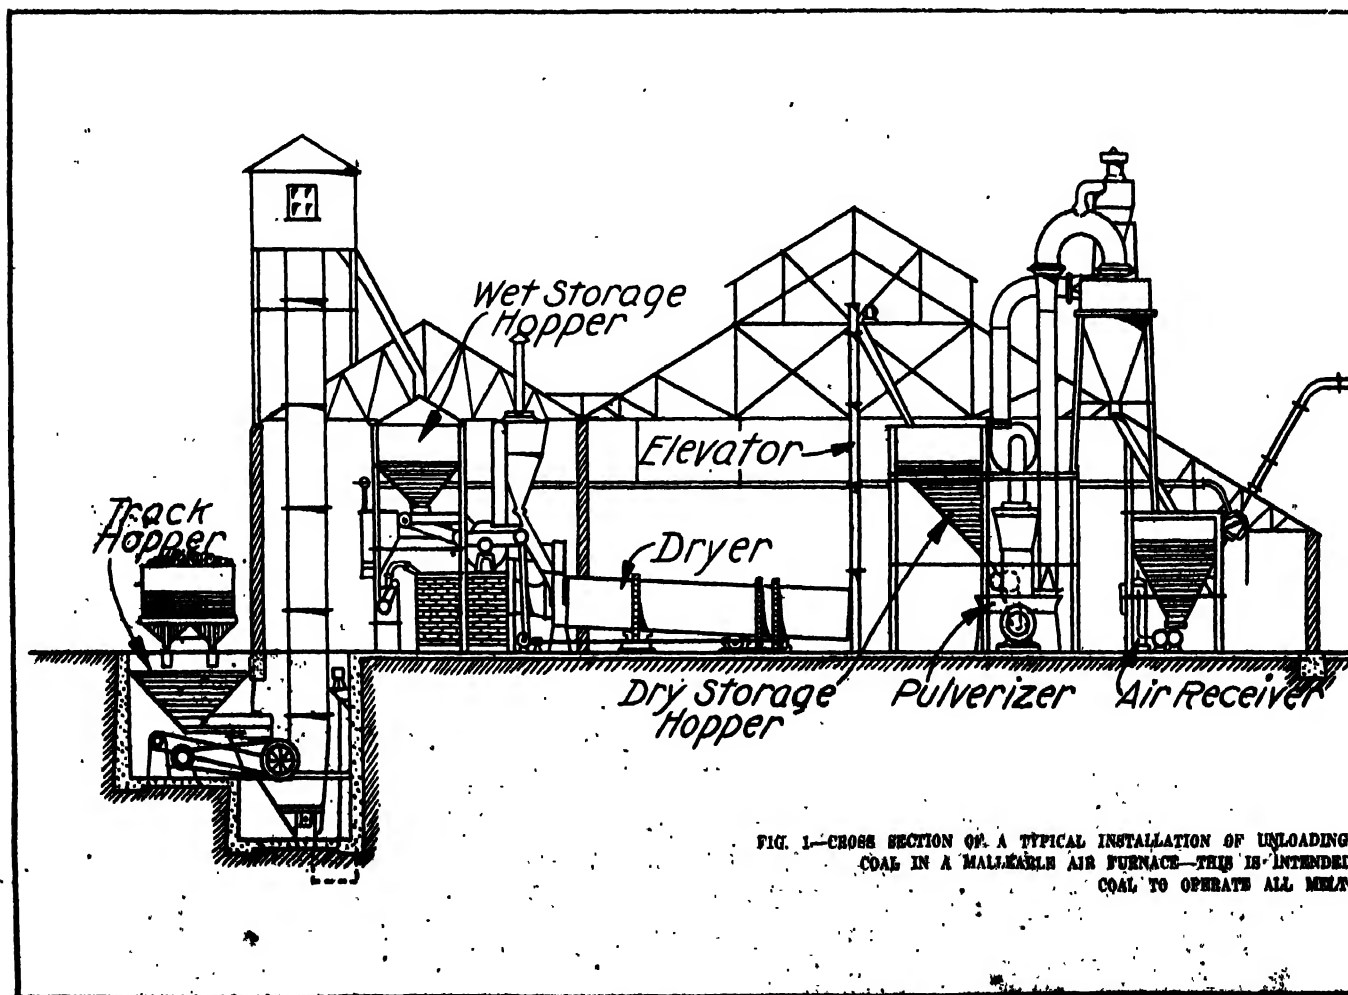 Wet Storage
Hopper
Elevator
Track
Hopper
Dryer
Dry Storage
Hopper
Pulverizer
Air Receiver
FIG. 1—CROSS SECTION OF A TYPICAL INSTALLATION OF UNLOADING
COAL IN A MALLEABLE AIR FURNACE—THIS IS INTENDED
COAL TO OPERATE ALL MELT